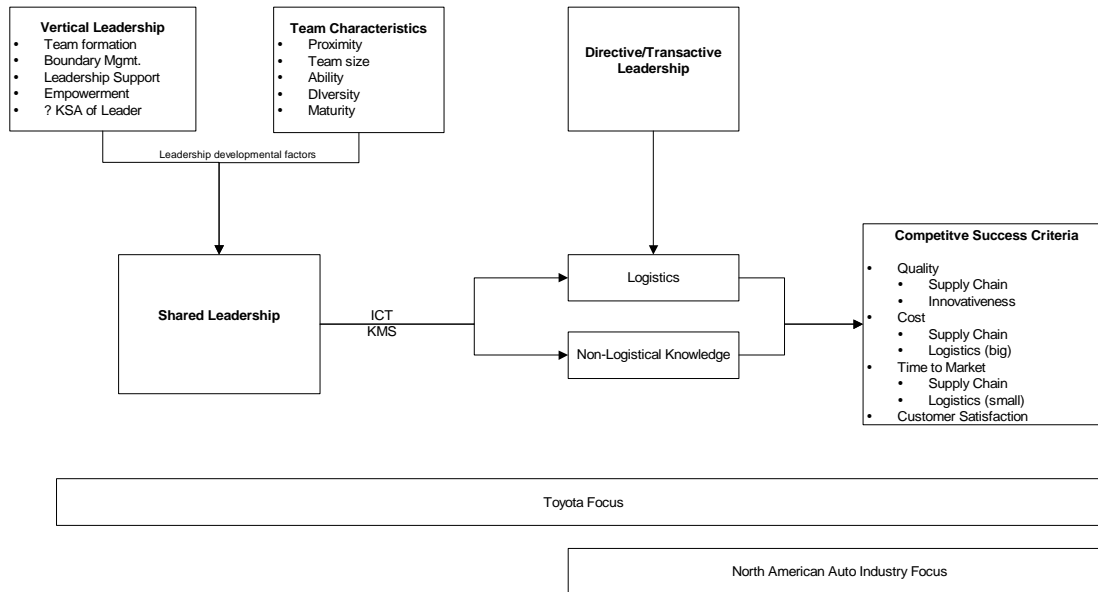 Vertical Leadership
• Team formation
• Boundary Mgmt.
• Leadership Support
• Empowerment
• ? KSA of Leader
Team Characteristics
• Proximity
• Team size
• Ability
• DIversity
• Maturity
Directive/Transactive
Leadership
Leadership developmental factors
Shared Leadership
ICT
KMS
Logistics
Non-Logistical Knowledge
Competitve Success Criteria
• Quality
• Supply Chain
• Innovativeness
• Cost
• Supply Chain
• Logistics (big)
• Time to Market
• Supply Chain
• Logistics (small)
• Customer Satisfaction
Toyota Focus
North American Auto Industry Focus